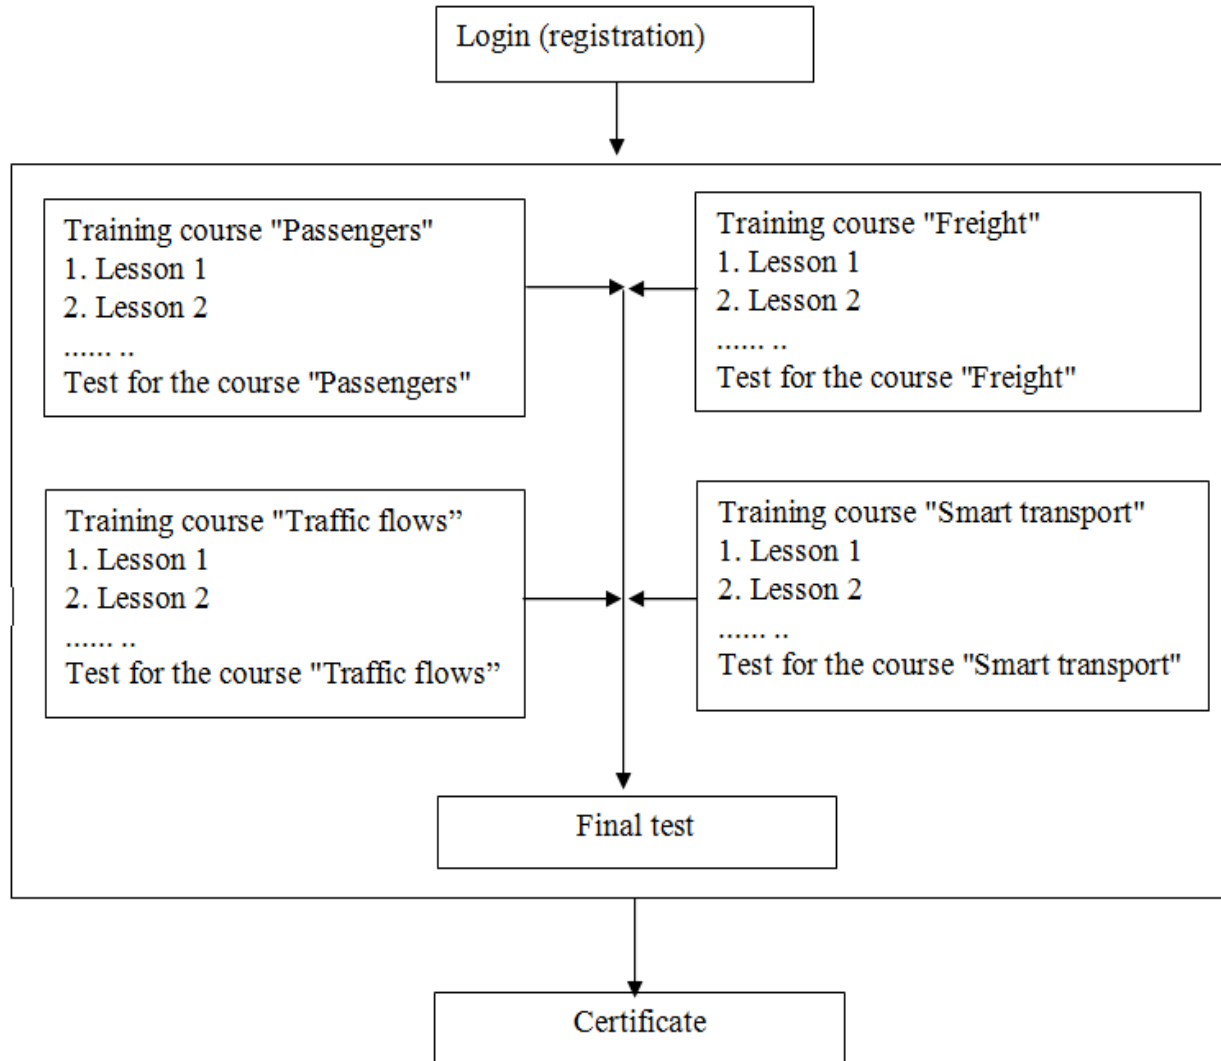 Login (registration)
Training course "Passengers"
1. Lesson 1
2. Lesson 2
...... ..
Test for the course "Passengers"
Training course "Freight"
1. Lesson 1
2. Lesson 2
...... ..
Test for the course "Freight"
Training course "Traffic flows”
1. Lesson 1
2. Lesson 2
...... ..
Test for the course "Traffic flows”
Training course "Smart transport"
1. Lesson 1
2. Lesson 2
...... ..
Test for the course "Smart transport"
Final test
Certificate